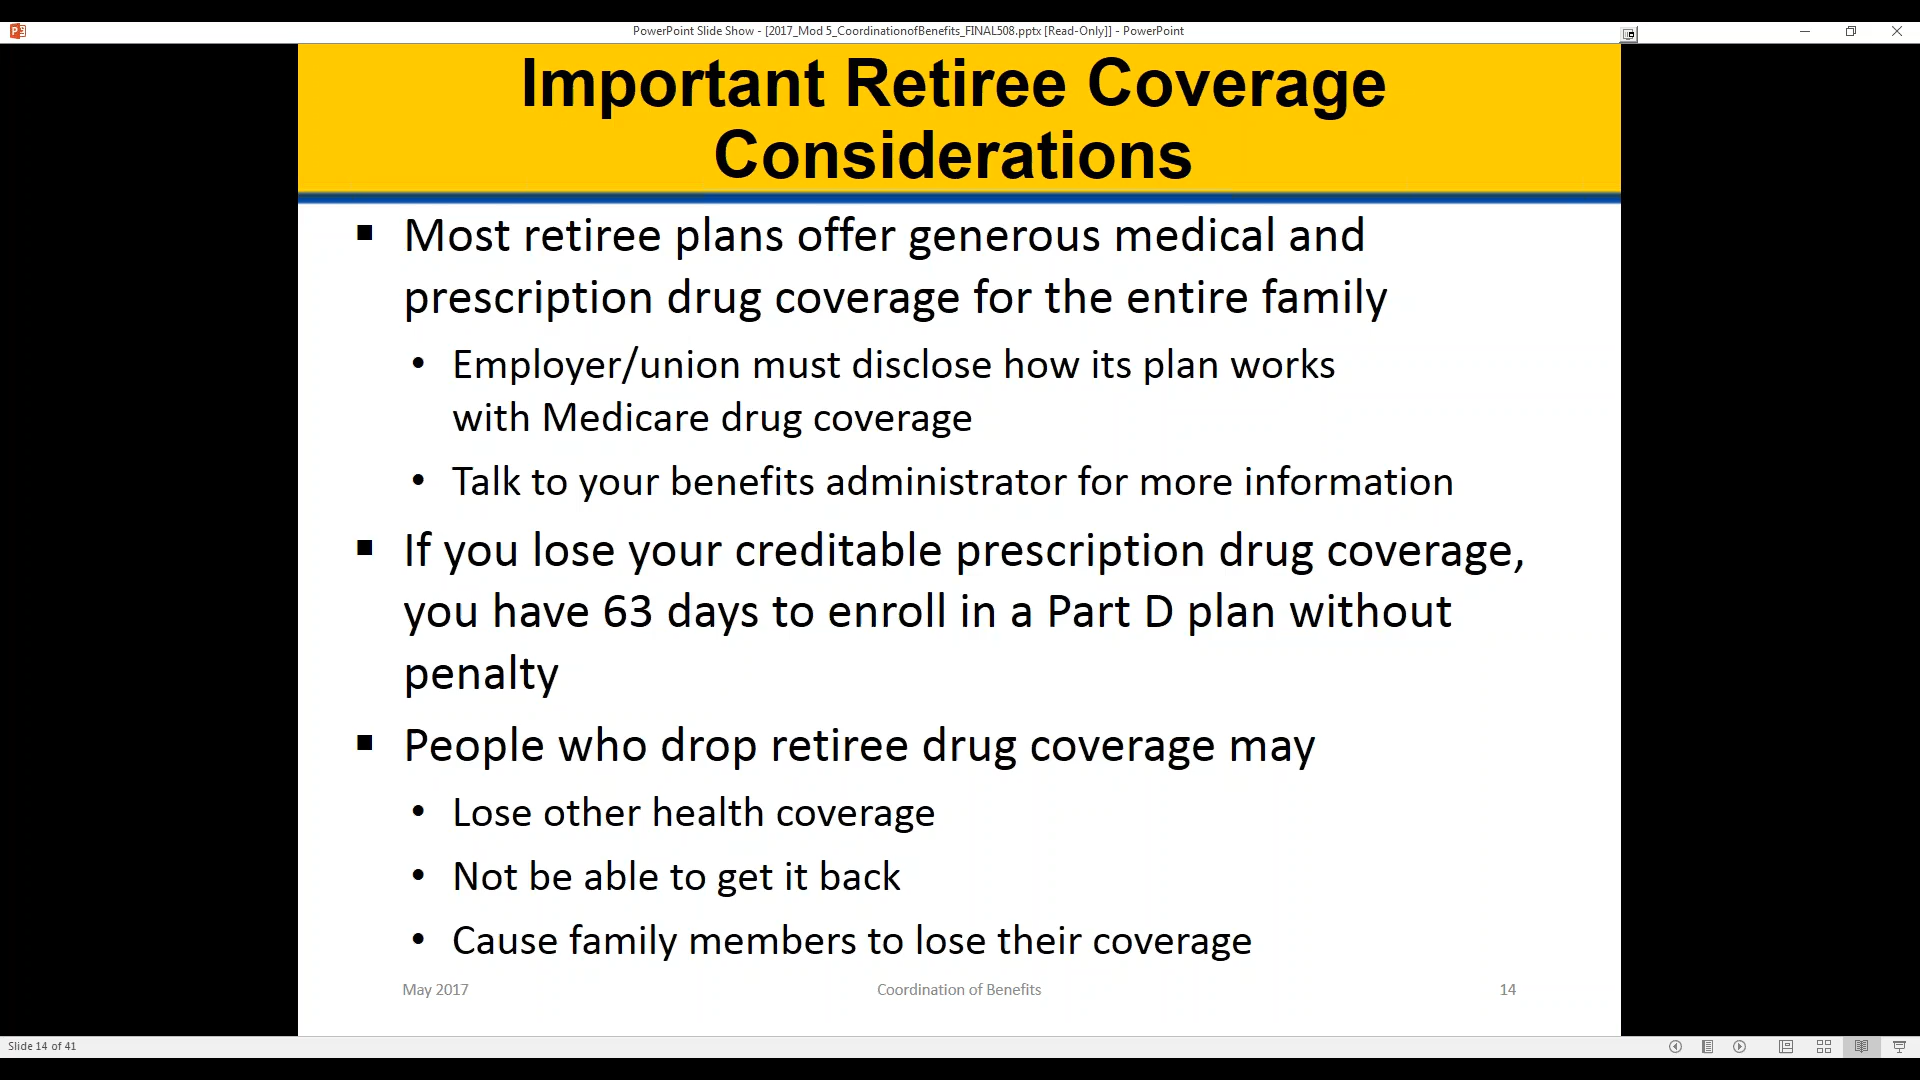 PowerPoint Slide Show - [2017_Mod 5_CoordinationofBenefits_FINAL508.pptx [Read-Only]] - PowerPoint
Important Retiree Coverage
Considerations
▪ Most retiree plans offer generous medical and
prescription drug coverage for the entire family
• Employer/union must disclose how its plan works
with Medicare drug coverage
• Talk to your benefits administrator for more information
▪ If you lose your creditable prescription drug coverage,
you have 63 days to enroll in a Part D plan without
penalty
▪ People who drop retiree drug coverage may
• Lose other health coverage
• Not be able to get it back
• Cause family members to lose their coverage
May 2017 Coordination of Benefits 14
Slide 14 of 41